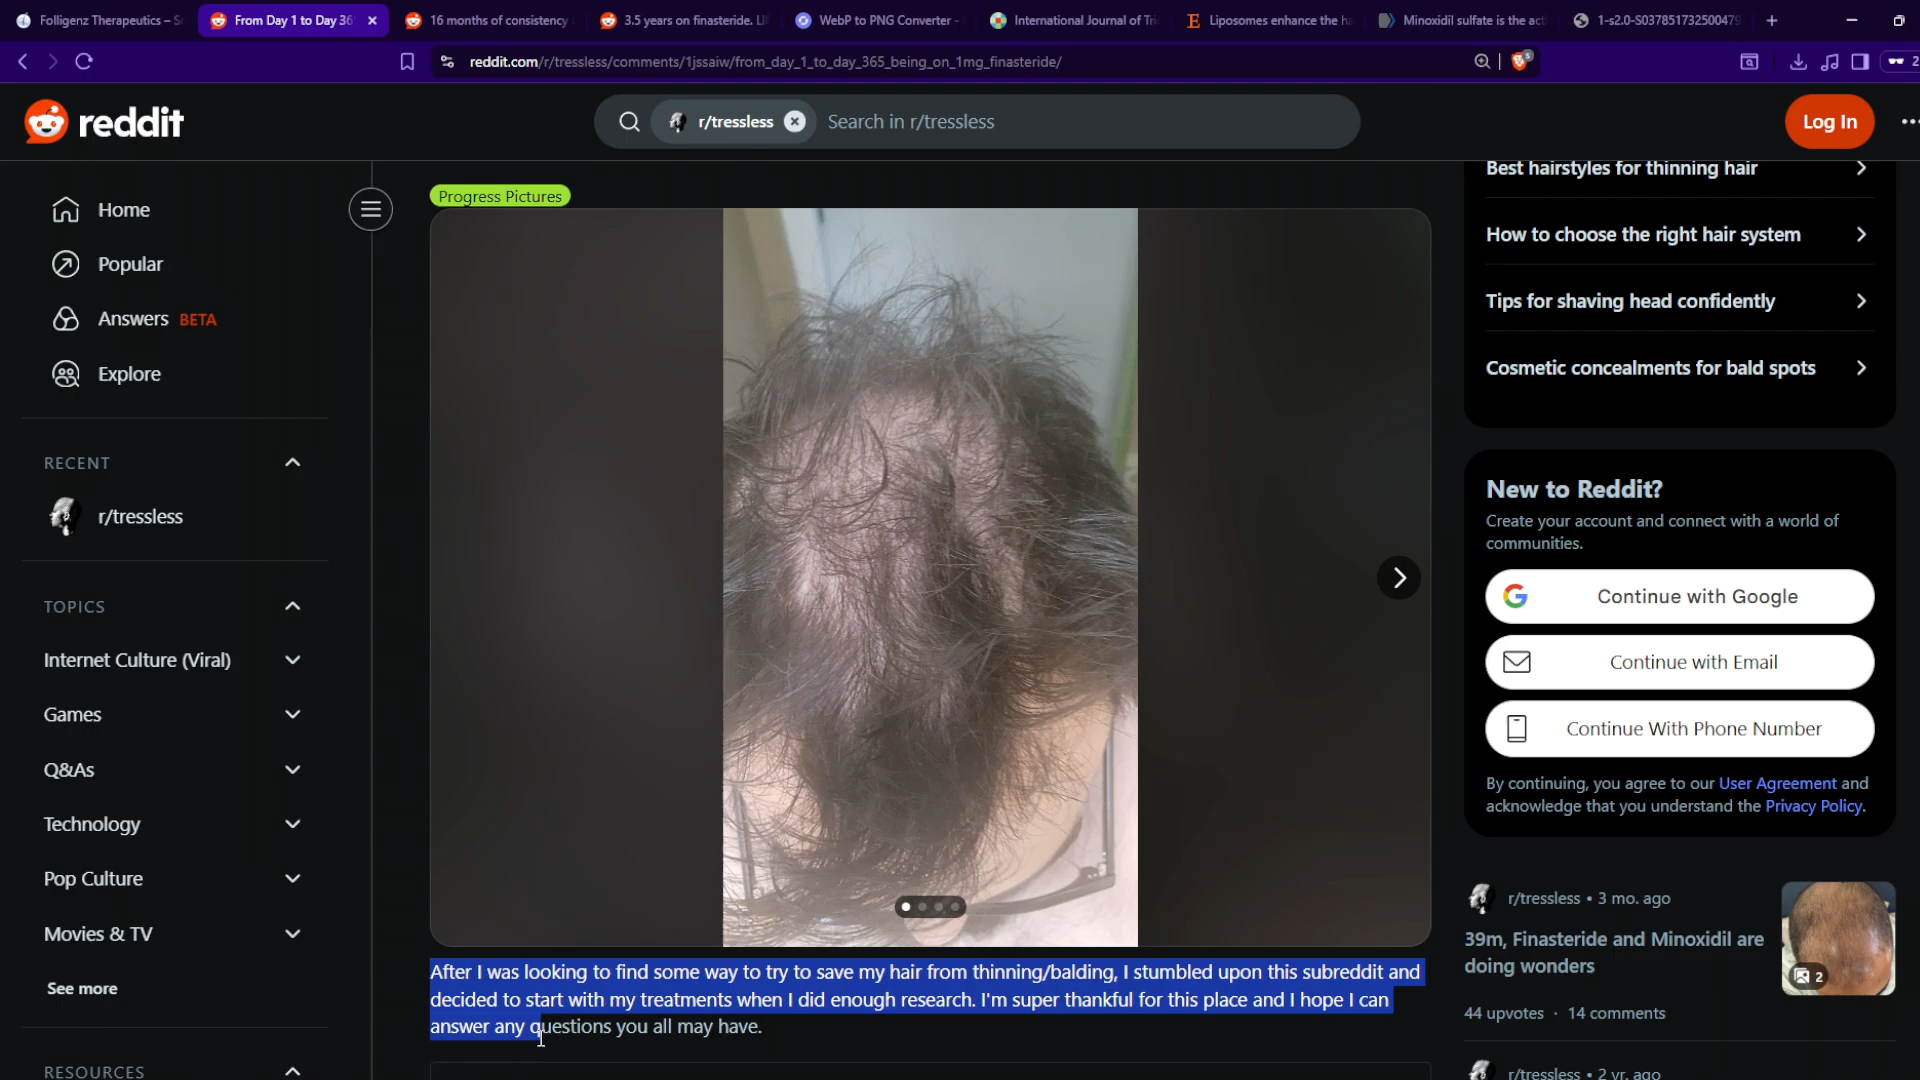 Folligenz Therapeutics – S
From Day 1 to Day 36
16 months of consistency
3.5 years on finasteride.
WebP to PNG Converter -
International Journal of Tri
Liposomes enhance the ha
Minoxidil sulfate is the act
1-s2.0-S0378517325004795
reddit.com/r/tressless/comments/1jssaiw/from_day_1_to_day_365_being_on_1mg_finasteride/
2
reddit
r/tressless
Search in r/tressless
Log In
Home
Popular
Answers BETA
Explore
RECENT
r/tressless
TOPICS
Internet Culture (Viral)
Games
Q&As
Technology
Pop Culture
Movies & TV
See more
RESOURCES
Progress Pictures
After I was looking to find some way to try to save my hair from thinning/balding, I stumbled upon this subreddit and
decided to start with my treatments when I did enough research. I'm super thankful for this place and I hope I can
answer any questions you all may have.
Best hairstyles for thinning hair
How to choose the right hair system
Tips for shaving head confidently
Cosmetic concealments for bald spots
New to Reddit?
Create your account and connect with a world of
communities.
Continue with Google
Continue with Email
Continue With Phone Number
By continuing, you agree to our User Agreement and
acknowledge that you understand the Privacy Policy.
r/tressless • 3 mo. ago
39m, Finasteride and Minoxidil are
doing wonders
2
44 upvotes · 14 comments
r/tressless • 2 yr. ago